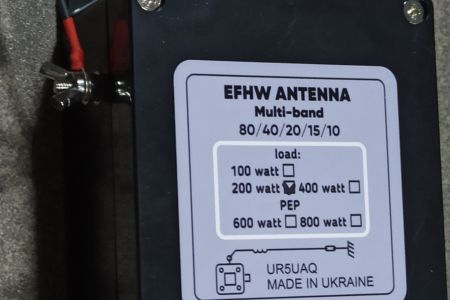 EFHW ANTENNA
Multi-band
80/40/20/15/10
load:
100 watt
200 watt 400 watt
PEP
600 watt 800 watt
UR5UAQ
MADE IN UKRAINE